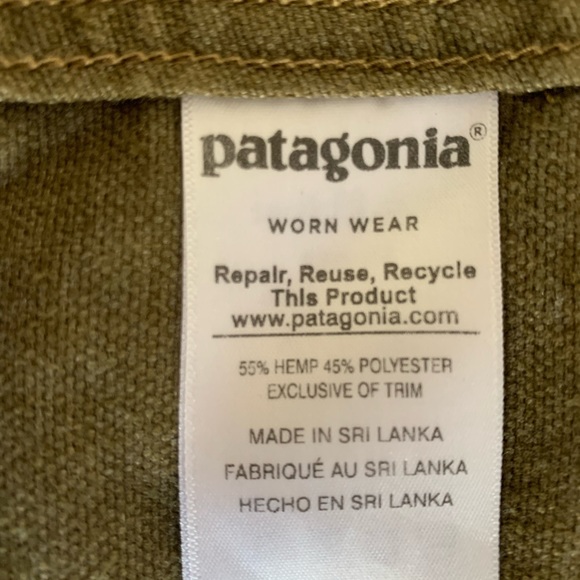 patagonia®
WORN WEAR
Repair, Reuse, Recycle
This Product
www.patagonia.com
55% HEMP 45% POLYESTER
EXCLUSIVE OF TRIM
MADE IN SRI LANKA
FABRIQUÉ AU SRI LANKA
HECHO EN SRI LANKA